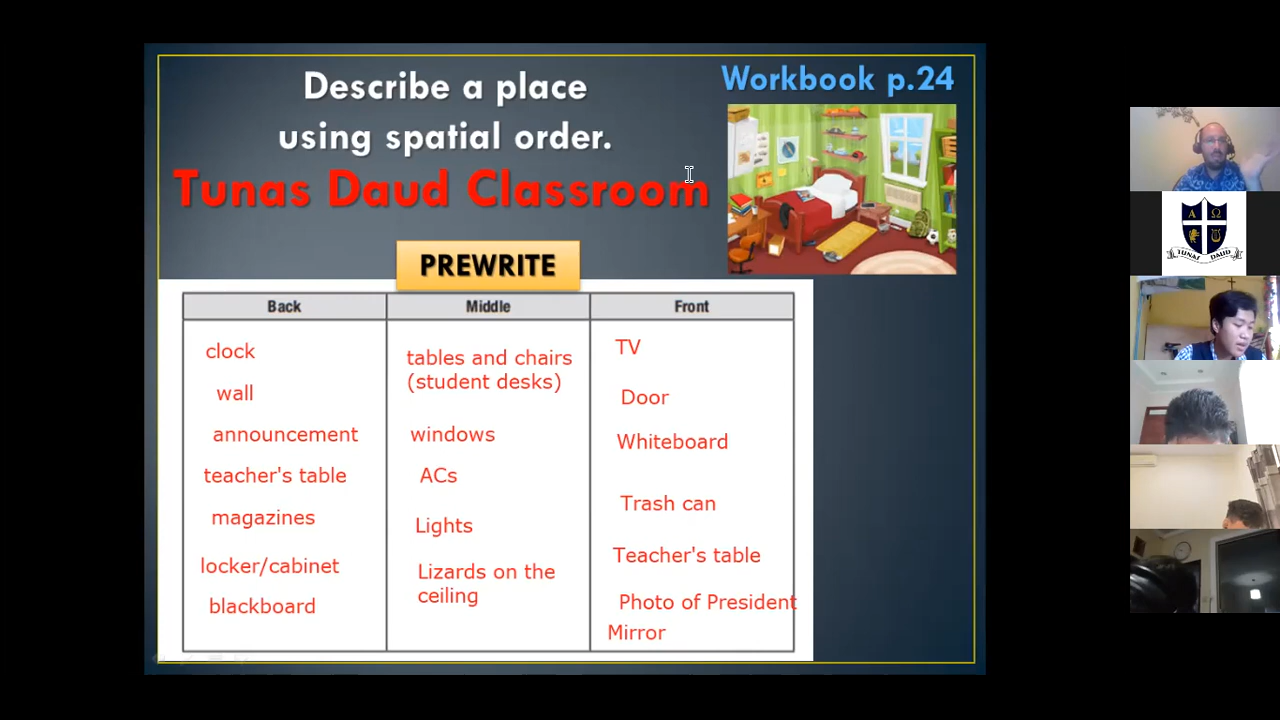 Describe a place
using spatial order.
Tunas Daud Classroom
Workbook p.24
PREWRITE
Back
Middle
Front
clock
wall
announcement
teacher's table
magazines
locker/cabinet
blackboard
tables and chairs
(student desks)
windows
ACs
Lights
Lizards on the
ceiling
TV
Door
Whiteboard
Trash can
Teacher's table
Photo of President
Mirror
Α Ω
TUNAS DAUD